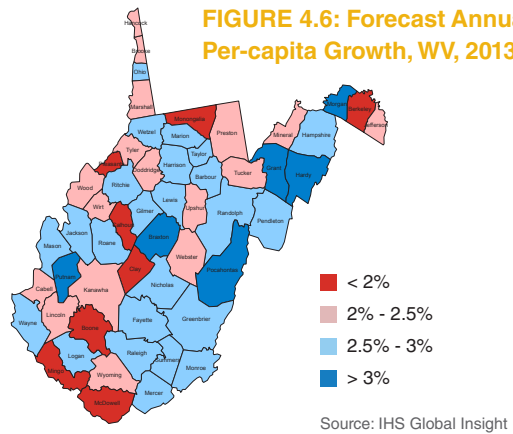 FIGURE 4.6: Forecast Annua
Per-capita Growth, WV, 2013
Hancock
Brooke
Ohio
Marshall
Wetzel
Monongalia
Marion
Preston
Morgan
Berkeley
Jefferson
Mineral
Hampshire
Grant
Hardy
Tyler
Pleasants
Doddridge
Harrison
Taylor
Barbour
Tucker
Wood
Ritchie
Wirt
Calhoun
Gilmer
Lewis
Upshur
Randolph
Pendleton
Jackson
Roane
Braxton
Mason
Putnam
Clay
Webster
Pocahontas
Cabell
Kanawha
Nicholas
Lincoln
Wayne
Boone
Fayette
Greenbrier
Logan
Mingo
Raleigh
Summers
Monroe
Wyoming
Mercer
McDowell
< 2%
2% - 2.5%
2.5% - 3%
> 3%
Source: IHS Global Insight